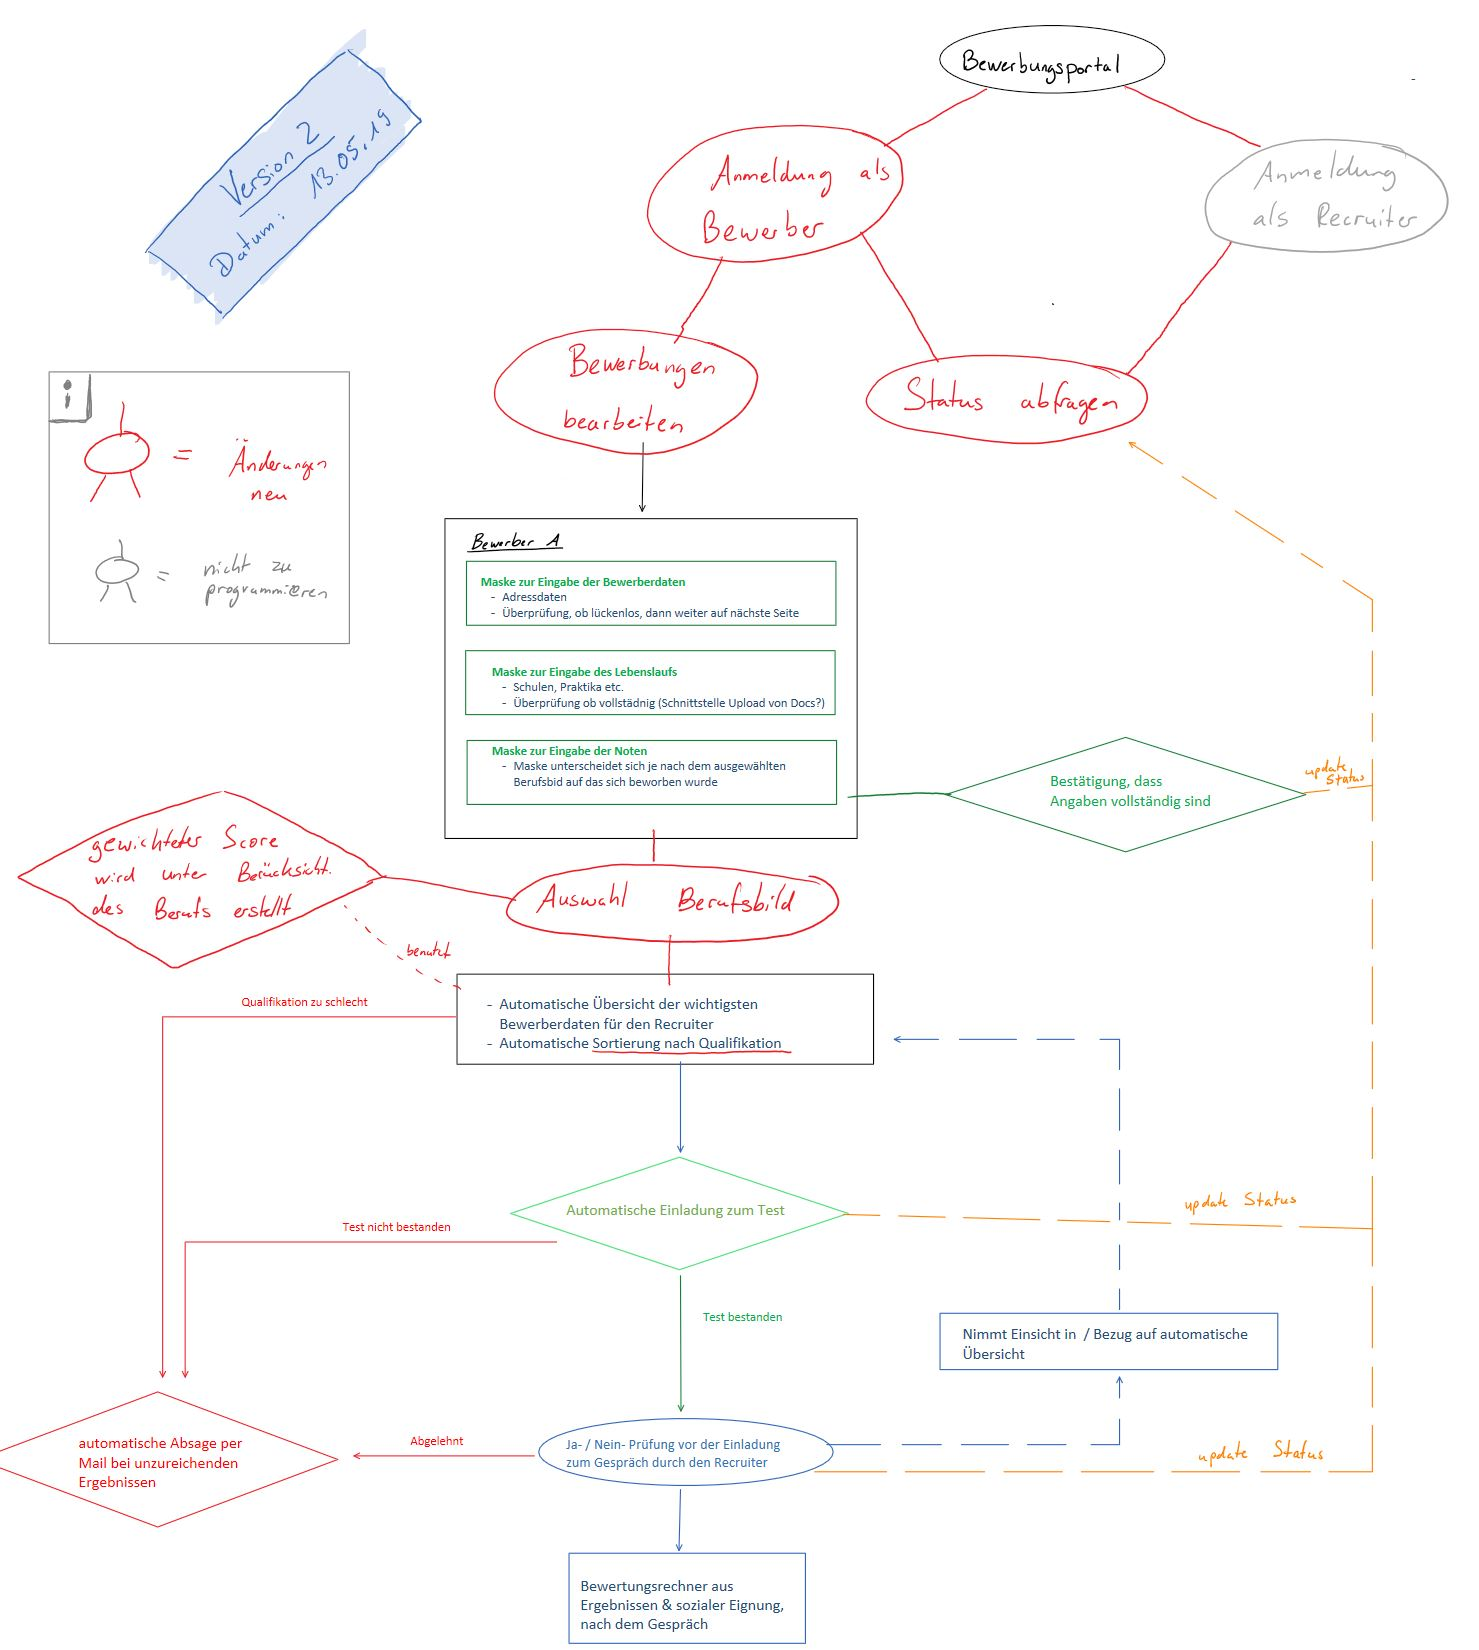 Bewerbungsportal
Version 2
Datum: 13.05.19
Anmeldung als
Bewerber
Anmeldung
als Recruiter
Bewerbungen
bearbeiten
Status abfragen
i
= Änderungen
neu
= nicht zu
programmieren
Bewerber A
Maske zur Eingabe der Bewerberdaten
- Adressdaten
- Überprüfung, ob lückenlos, dann weiter auf nächste Seite
Maske zur Eingabe des Lebenslaufs
- Schulen, Praktika etc.
- Überprüfung ob vollstädnig (Schnittstelle Upload von Docs?)
Maske zur Eingabe der Noten
- Maske unterscheidet sich je nach dem ausgewählten
Berufsbid auf das sich beworben wurde
Bestätigung, dass
Angaben vollständig sind
update
Status
gewichteter Score
wird unter Berücksicht.
des Berufs erstellt
Auswahl Berufsbild
benutzt
Qualifikation zu schlecht
- Automatische Übersicht der wichtigsten
Bewerberdaten für den Recruiter
- Automatische Sortierung nach Qualifikation
Automatische Einladung zum Test
update Status
Test nicht bestanden
Test bestanden
Nimmt Einsicht in / Bezug auf automatische
Übersicht
automatische Absage per
Mail bei unzureichenden
Ergebnissen
Abgelehnt
Ja- / Nein- Prüfung vor der Einladung
zum Gespräch durch den Recruiter
update Status
Bewertungsrechner aus
Ergebnissen & sozialer Eignung,
nach dem Gespräch